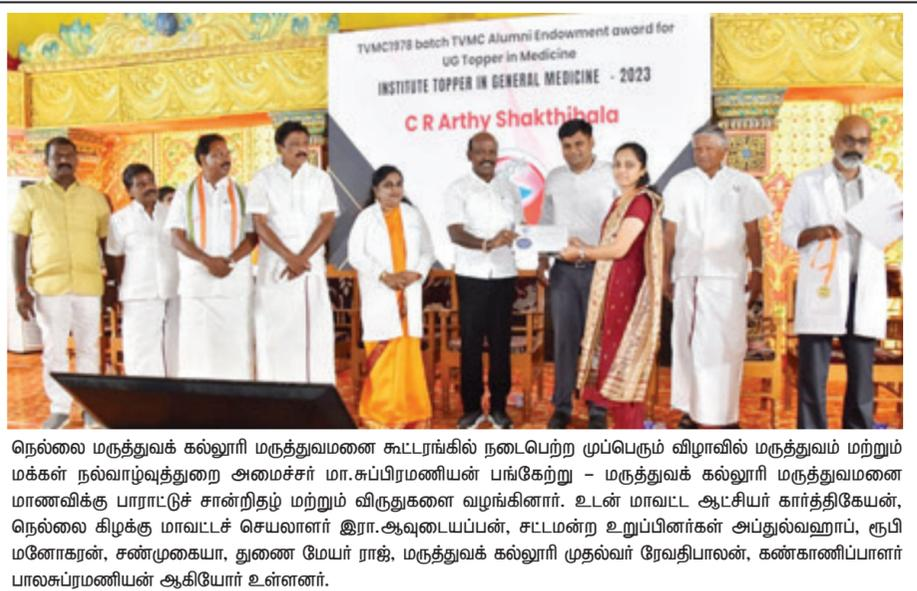 TVMC1978 batch TVMC Alumni Endowment award for
UG Topper in Medicine
INSTITUTE TOPPER IN GENERAL MEDICINE - 2023
C R Arthy Shakthibala
நெல்லை மருத்துவக் கல்லூரி மருத்துவமனை கூட்டரங்கில் நடைபெற்ற முப்பெரும் விழாவில் மருத்துவம் மற்றும்
மக்கள் நல்வாழ்வுத்துறை அமைச்சர் மா.சுப்பிரமணியன் பங்கேற்று – மருத்துவக் கல்லூரி மருத்துவமனை
மாணவிக்கு பாராட்டுச் சான்றிதழ் மற்றும் விருதுகளை வழங்கினார். உடன் மாவட்ட ஆட்சியர் கார்த்திகேயன்,
நெல்லை கிழக்கு மாவட்டச் செயலாளர் இரா.ஆவுடையப்பன், சட்டமன்ற உறுப்பினர்கள் அப்துல்வஹாப், ரூபி
மனோகரன், சண்முகையா, துணை மேயர் ராஜ், மருத்துவக் கல்லூரி முதல்வர் ரேவதிபாலன், கண்காணிப்பாளர்
பாலசுப்ரமணியன் ஆகியோர் உள்ளனர்.